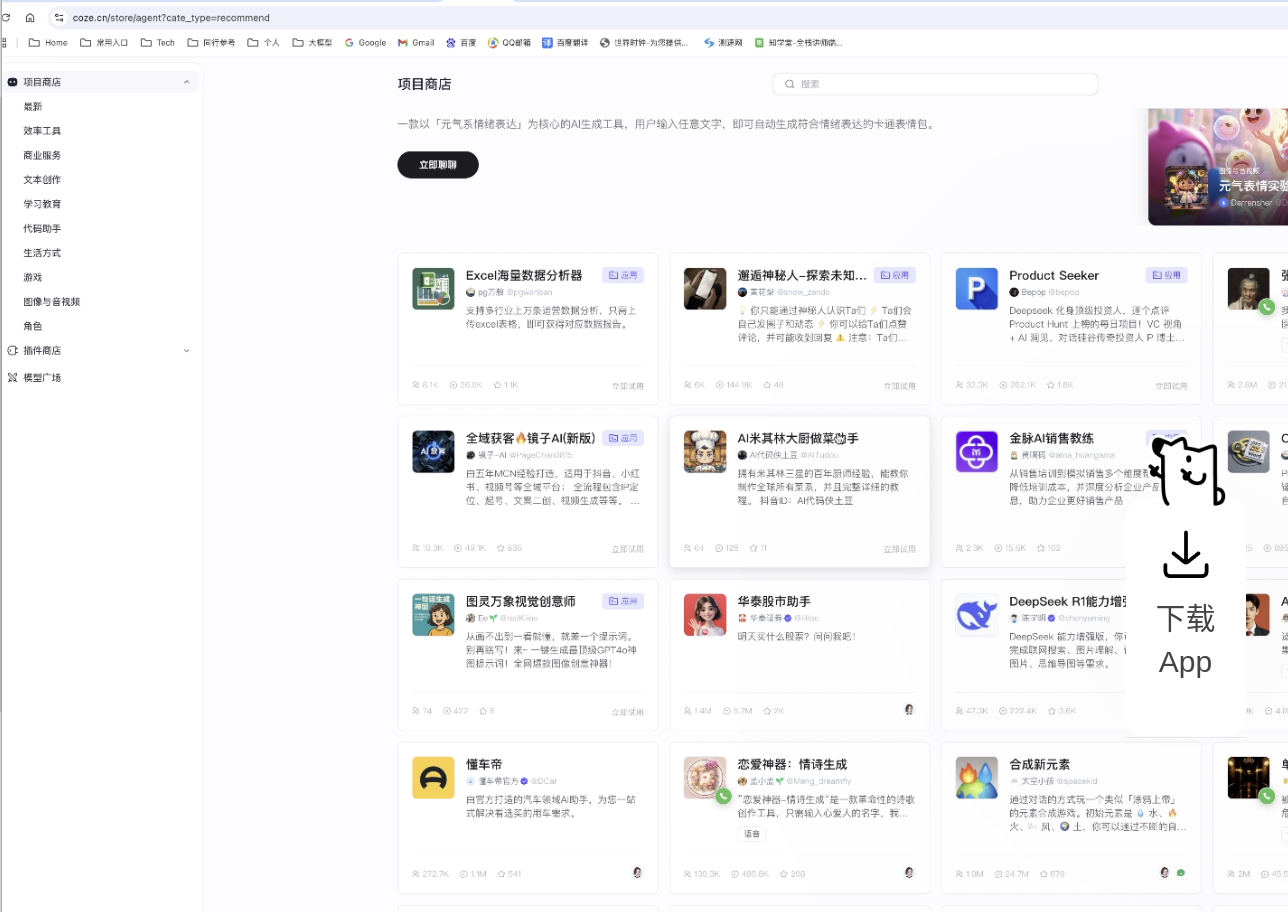 coze.cn/store/agent?cate_type=recommend
Home 常用入口 Tech 同行参考 个人 大模型 Google Gmail 百度 QQ邮箱 百度翻译 世界时钟-为您提供... 测速网 知学堂-全栈讲师端...
项目商店
最新
效率工具
商业服务
文本创作
学习教育
代码助手
生活方式
游戏
图像与音视频
角色
插件商店
模型广场
项目商店
搜索
一款以「元气系情绪表达」为核心的AI生成工具，用户输入任意文字，即可自动生成符合情绪表达的卡通表情包。
立即聊聊
图像与音视频
元气表情实验
Darrensher
Excel海量数据分析器 应用
pg万般 @pgwanban
支持多行业上万条运营数据分析，只需上
传excel表格，即可获得对应数据报告。
8.1K 26.9K 1.1K 立即试用
邂逅神秘人-探索未知... 应用
美花梨 @snow_zando
💡 你只能通过神秘人认识Ta们 ⚡ Ta们会
自己发圈子和动态 ⚡ 你可以给Ta们点赞
评论，并可能收到回复 ⚠️ 注意：Ta们...
6K 144.9K 46 立即试用
Product Seeker 应用
Bepop @bepop
Deepseek 化身顶级投资人，逐个点评
Product Hunt 上榜的每日项目！VC 视角
+ AI 洞见，对话硅谷传奇投资人 P 博士...
32.3K 202.1K 1.8K 立即试用
2.8M
全域获客🔥镜子AI(新版) 应用
镜子-AI @PageChan0815
由五年MCN经验打造，适用于抖音、小红
书、视频号等全域平台； 全流程包含IP定
位、起号、文案二创、视频生成等等。 ...
10.3K 49.1K 835 立即试用
AI米其林大厨做菜助手
AI代码侠土豆 @AITudou
拥有米其林三星的百年厨师经验，能教你
制作全球所有菜系，并且完整详细的教
程。 抖音ID：AI代码侠土豆
64 128 11 立即试用
金脉AI销售教练
黄嘀码 @ama_huangama
从销售培训到模拟销售多个维度
降低培训成本，并深度分析企业产品
息，助力企业更好销售产品
2.3K 15.6K 102
下载
App
图灵万象视觉创意师 应用
Ee🌱 @redKiina
从画不出到一看就懂，就差一个提示词。
别再瞎写！来~ 一键生成最顶级GPT4o神
图提示词！全网爆款图像创意神器！
74 422 6 立即试用
华泰股市助手
华泰证券 @Htsc
明天买什么股票？问问我吧！
1.4M 5.7M 2K
DeepSeek R1能力增
陈宇明 @chenyuming
DeepSeek 能力增强版，你
完成联网搜索、图片理解、
图片、思维导图等需求。
47.3K 222.4K 3.6K
懂车帝
懂车帝官方 @DCar
由官方打造的汽车领域AI助手，为您一站
式解决看选买的用车需求。
272.7K 1.1M 541
恋爱神器：情诗生成
孟小孟🌱 @Meng_dreamfly
"恋爱神器-情诗生成"是一款革命性的诗歌
创作工具，只需输入心爱人的名字，我...
语音
139.3K 485.8K 268
合成新元素
太空小孩 @spacekid
通过对话的方式玩一个类似「涂鸦上帝」
的元素合成游戏。初始元素是 💧 水、🔥
火、🌬 风、🌍 土，你可以通过不断的自...
1.9M 24.7M 676
2M